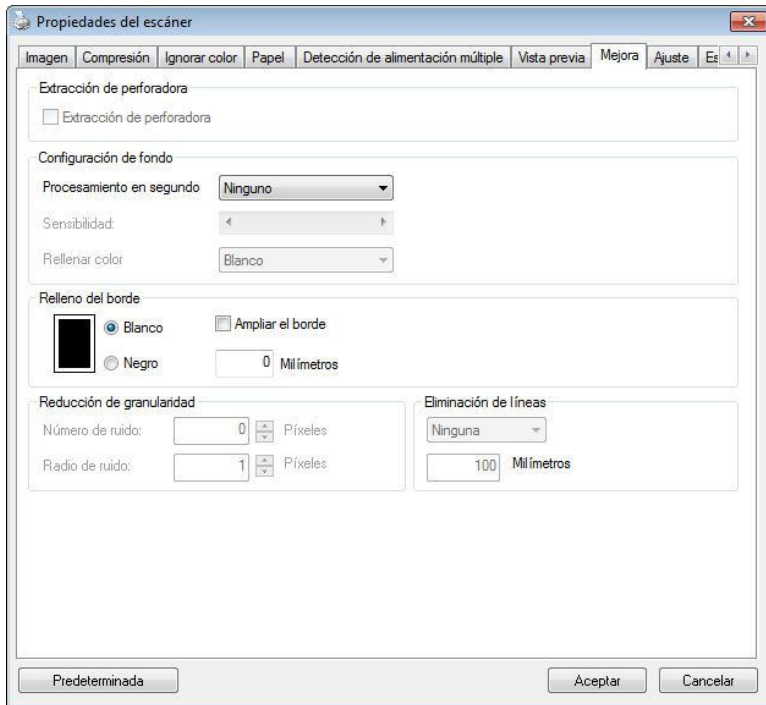 Propiedades del escáner
Imagen Compresión Ignorar color Papel Detección de alimentación múltiple Vista previa Mejora Ajuste Es
Extracción de perforadora
Extracción de perforadora
Configuración de fondo
Procesamiento en segundo Ninguno
Sensibilidad:
Rellenar color Blanco
Relleno del borde
Blanco Ampliar el borde
Negro 0 Milímetros
Reducción de granularidad Eliminación de líneas
Número de ruido: 0 Píxeles Ninguna
Radio de ruido: 1 Píxeles 100 Milímetros
Predeterminada Aceptar Cancelar